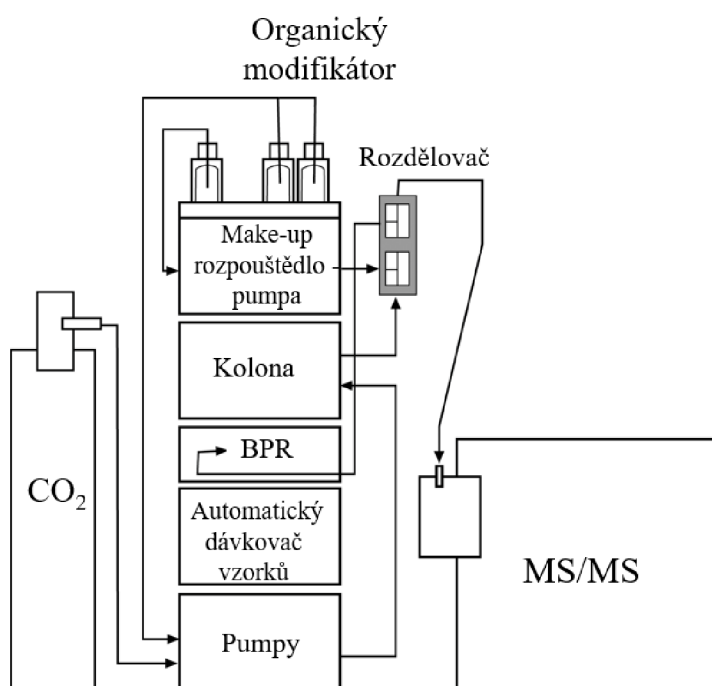 Organický
modifikátor
Rozdělovač
Make-up
rozpouštědlo
pumpa
Kolona
BPR
CO₂
Automatický
dávkovač
vzorků
MS/MS
Pumpy